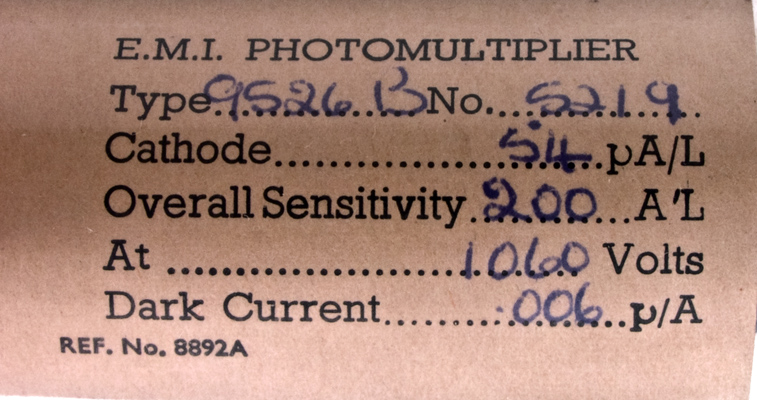 E.M.I. PHOTOMULTIPLIER
Type..9526 B..No....5219..
Cathode..........................54...µA/L
Overall Sensitivity..200...A'L
At ..............................1060 Volts
Dark Current...........·006...µ/A
REF. No. 8892A